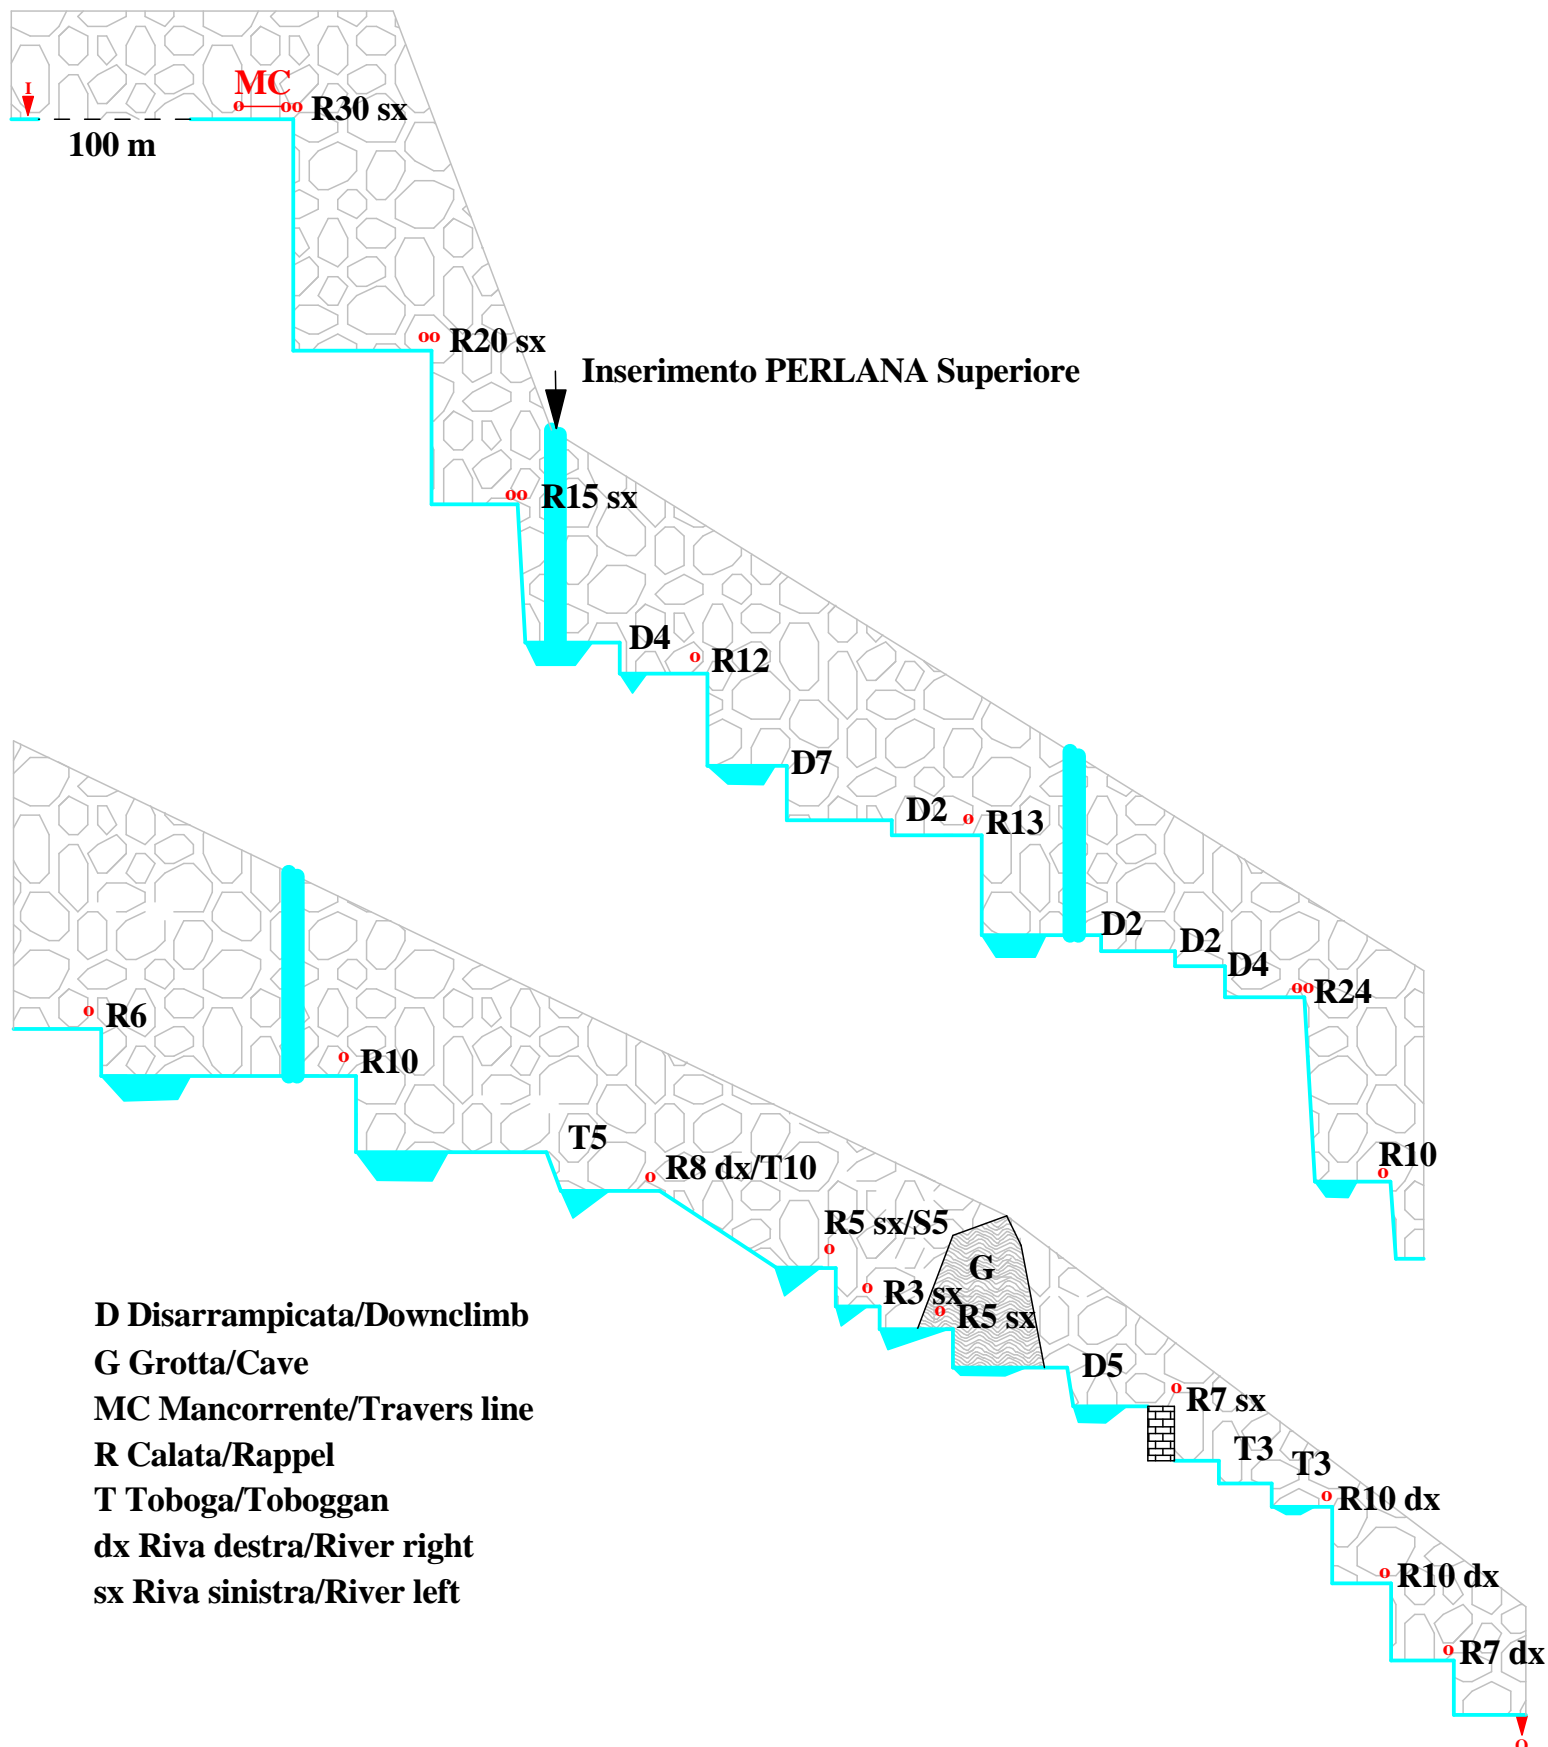 I
MC
R30 sx
100 m
R20 sx
Inserimento PERLANA Superiore
R15 sx
D4
R12
D7
D2
R13
D2
D2
D4
R24
R10
R6
R10
T5
R8 dx/T10
R5 sx/S5
G
R3 sx
R5 sx
D5
R7 sx
T3
T3
R10 dx
R10 dx
R7 dx
O
D Disarrampicata/Downclimb
G Grotta/Cave
MC Mancorrente/Travers line
R Calata/Rappel
T Toboga/Toboggan
dx Riva destra/River right
sx Riva sinistra/River left